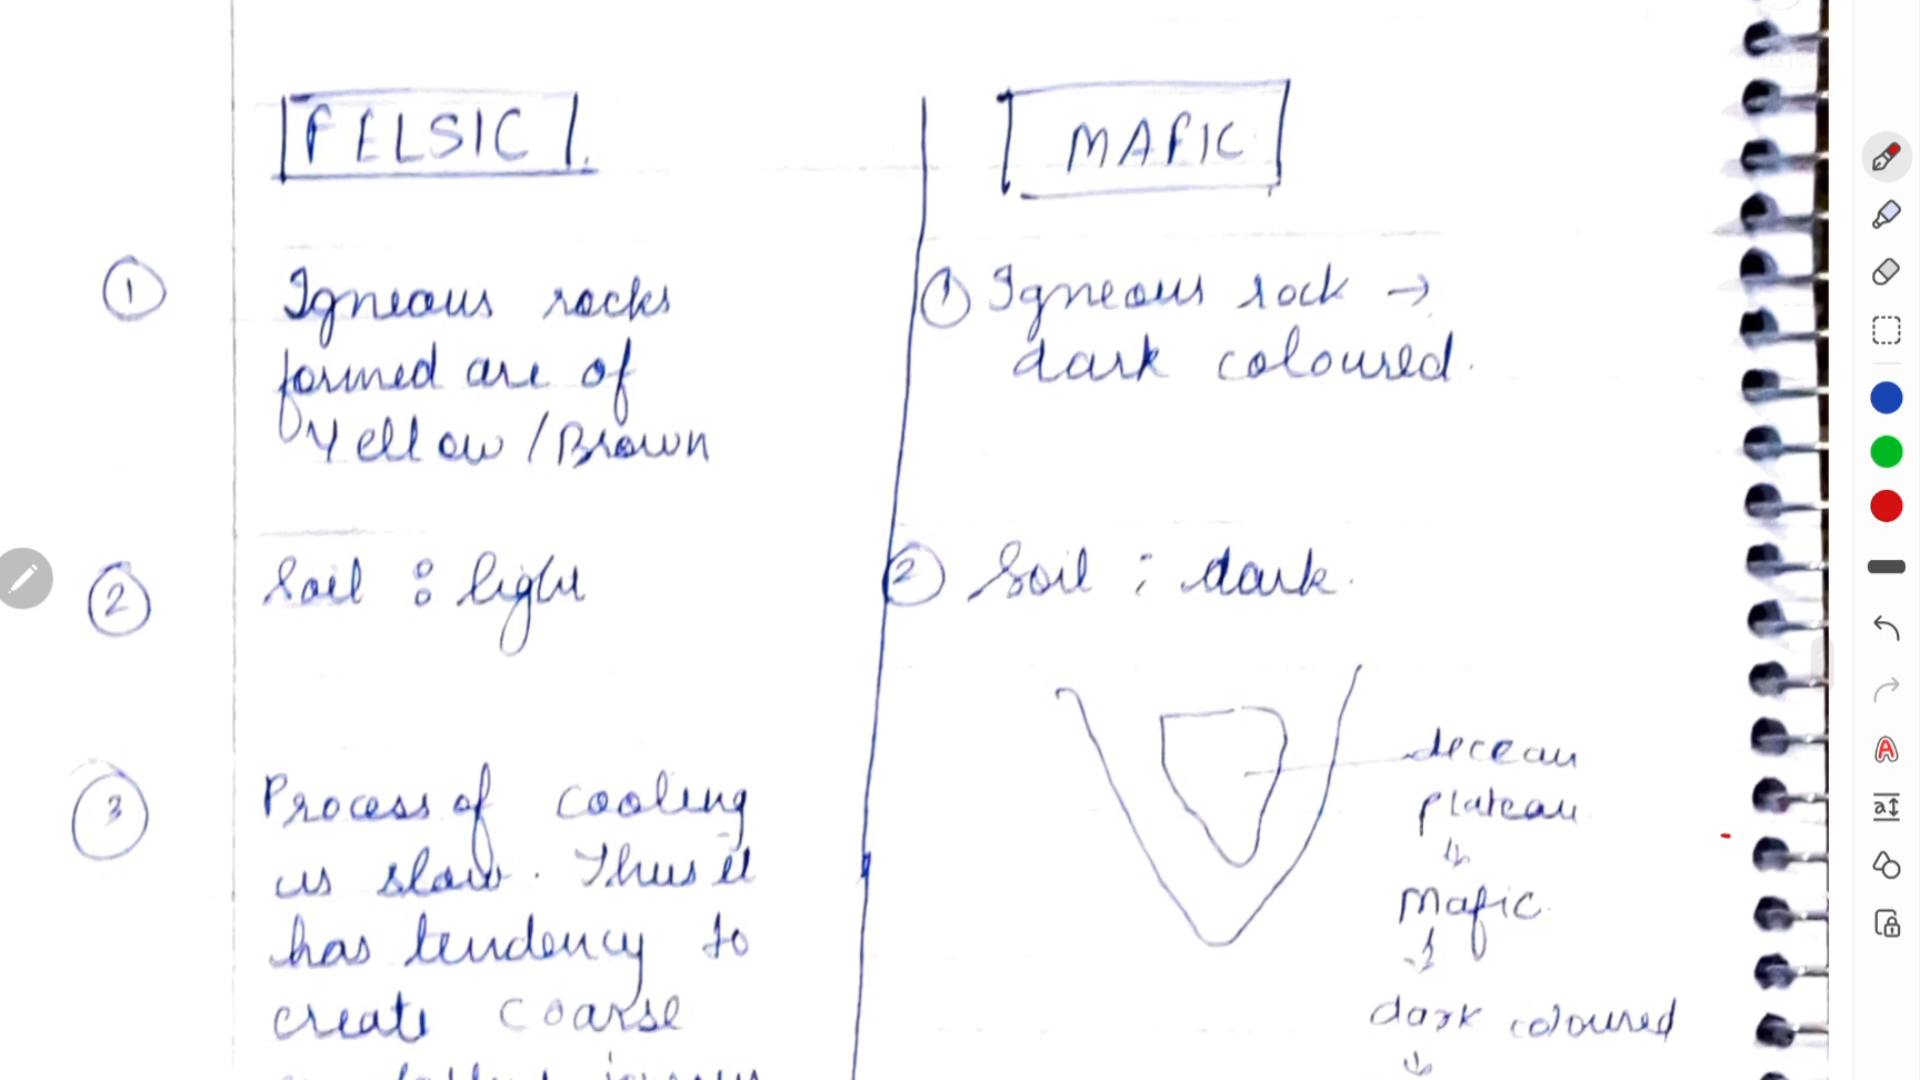 FELSIC
① Igneous rocks
formed are of
Yellow/Brown
② Soil : light
③ Process of cooling
is slow. Thus it
has tendency to
create coarse
MAFIC
① Igneous rock →
dark coloured.
② Soil : dark.
deccan
plateau
↓
Mafic
↓
dark coloured
↓